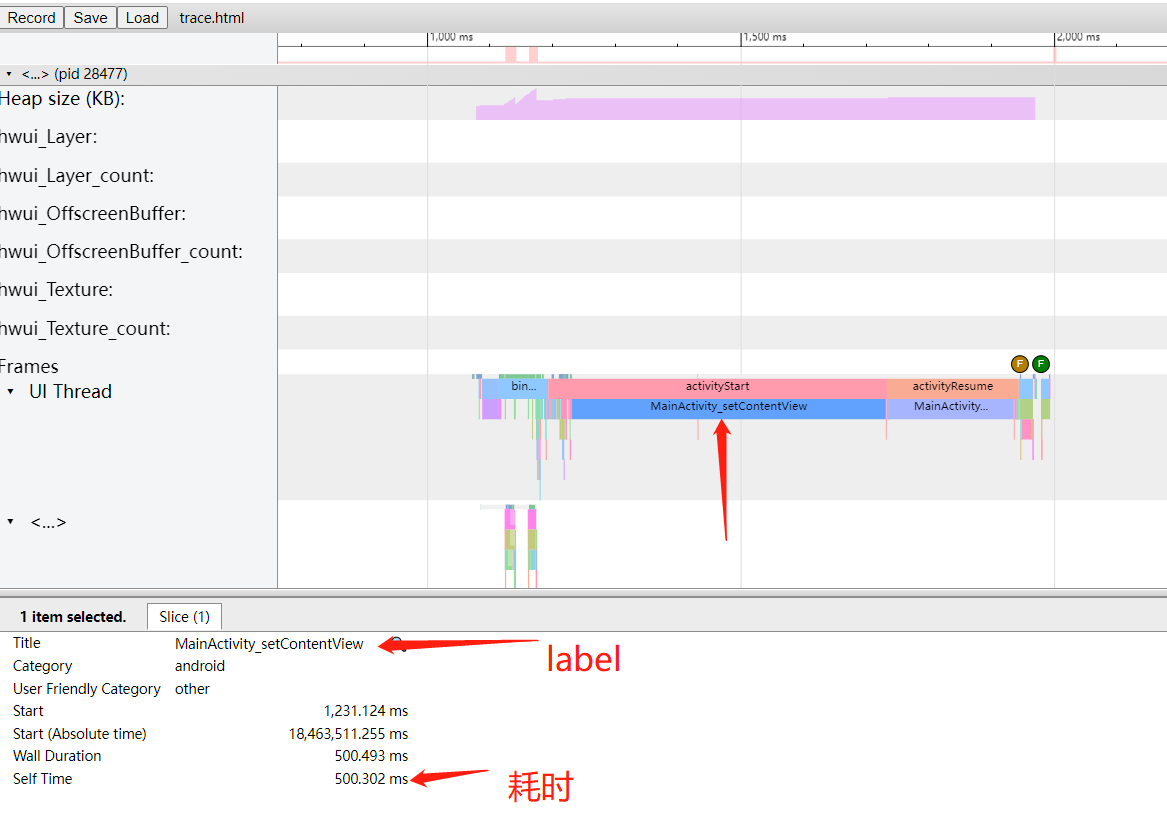 Record Save Load trace.html
1,000 ms 1,500 ms 2,000 ms
<...> (pid 28477)
Heap size (KB):
hwui_Layer:
hwui_Layer_count:
hwui_OffscreenBuffer:
hwui_OffscreenBuffer_count:
hwui_Texture:
hwui_Texture_count:
Frames
F F
UI Thread
bin... activityStart activityResume
MainActivity_setContentView MainActivity...
<...>
1 item selected. Slice (1)
Title MainActivity_setContentView
label
Category android
User Friendly Category other
Start 1,231.124 ms
Start (Absolute time) 18,463,511.255 ms
Wall Duration 500.493 ms
Self Time 500.302 ms
耗时